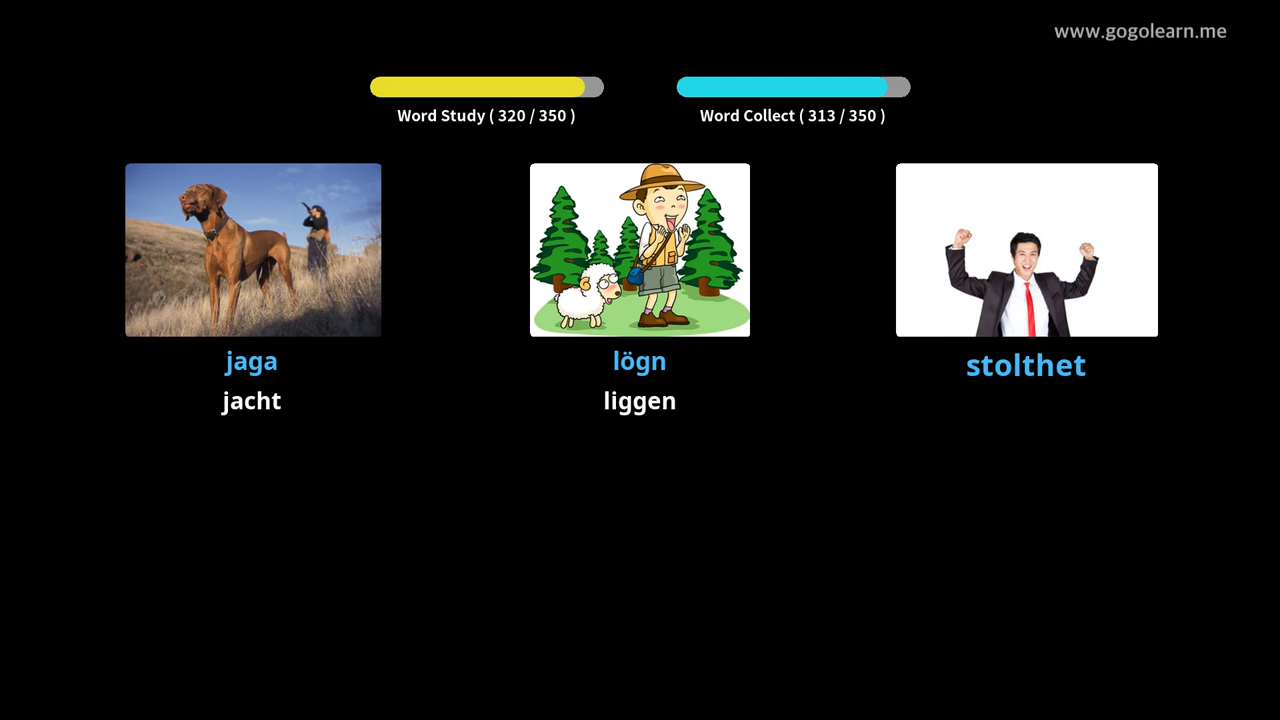 www.gogolearn.me
Word Study ( 320 / 350 )
Word Collect ( 313 / 350 )
jaga
jacht
lögn
liggen
stolthet